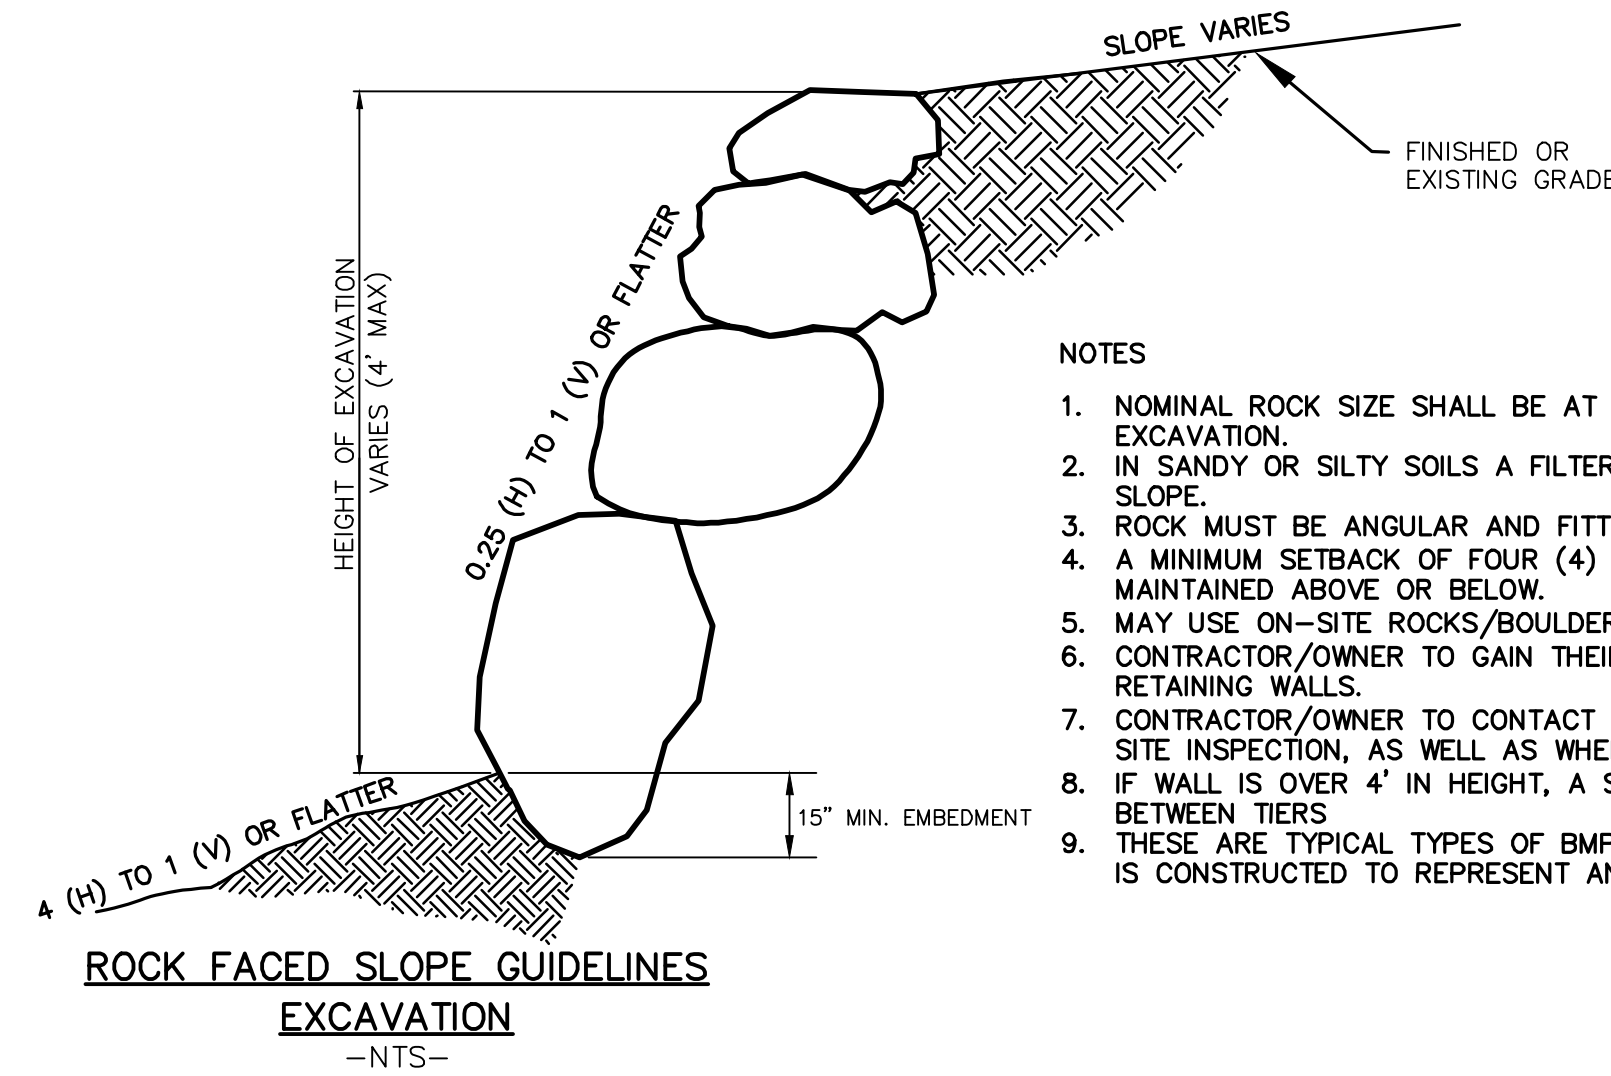 SLOPE VARIES
FINISHED OR
EXISTING GRADE
HEIGHT OF EXCAVATION
VARIES (4' MAX)
0.25 (H) TO 1 (V) OR FLATTER
4 (H) TO 1 (V) OR FLATTER
15" MIN. EMBEDMENT
NOTES
1. NOMINAL ROCK SIZE SHALL BE AT
EXCAVATION.
2. IN SANDY OR SILTY SOILS A FILTER
SLOPE.
3. ROCK MUST BE ANGULAR AND FITT
4. A MINIMUM SETBACK OF FOUR (4)
MAINTAINED ABOVE OR BELOW.
5. MAY USE ON-SITE ROCKS/BOULDER
6. CONTRACTOR/OWNER TO GAIN THEI
RETAINING WALLS.
7. CONTRACTOR/OWNER TO CONTACT
SITE INSPECTION, AS WELL AS WHE
8. IF WALL IS OVER 4' IN HEIGHT, A S
BETWEEN TIERS
9. THESE ARE TYPICAL TYPES OF BMP
IS CONSTRUCTED TO REPRESENT AN
ROCK FACED SLOPE GUIDELINES
EXCAVATION
-NTS-